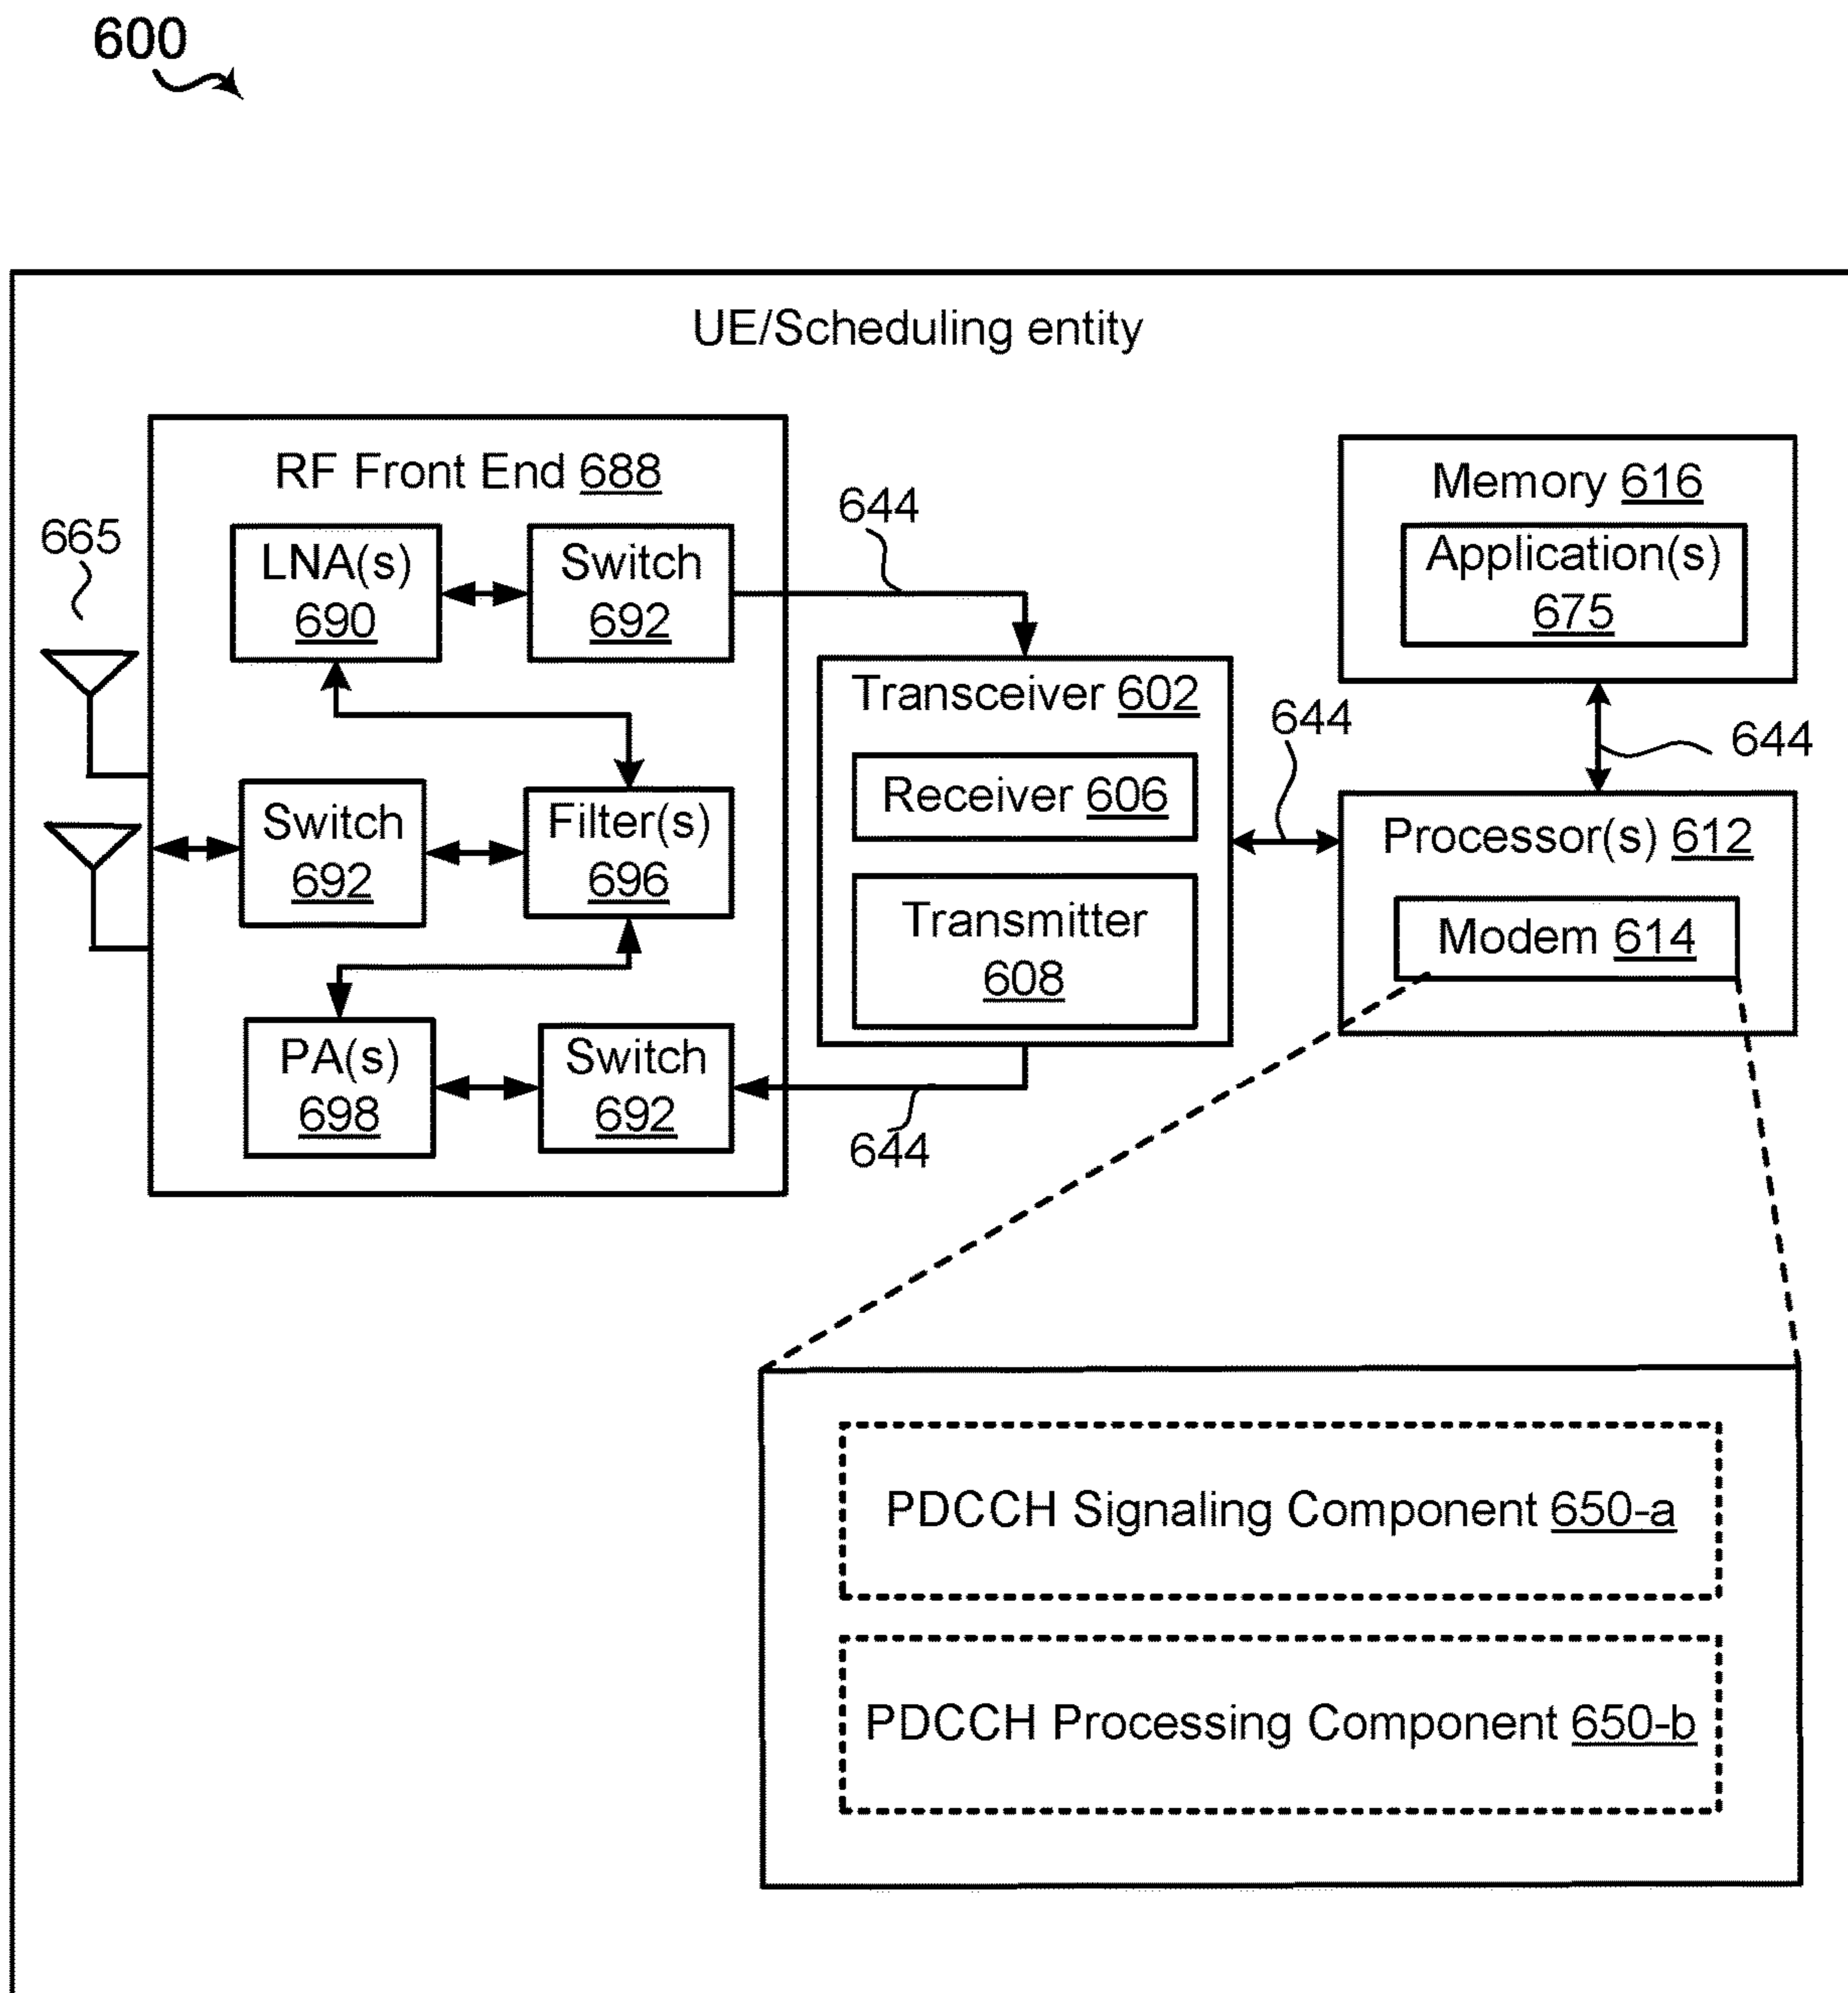 600
UE/Scheduling entity
RF Front End 688
665
LNA(s)
690
Switch
692
644
Memory 616
Application(s)
675
Transceiver 602
Receiver 606
Transmitter
608
644
644
Switch
692
Filter(s)
696
Processor(s) 612
Modem 614
PA(s)
698
Switch
692
644
PDCCH Signaling Component 650-a
PDCCH Processing Component 650-b